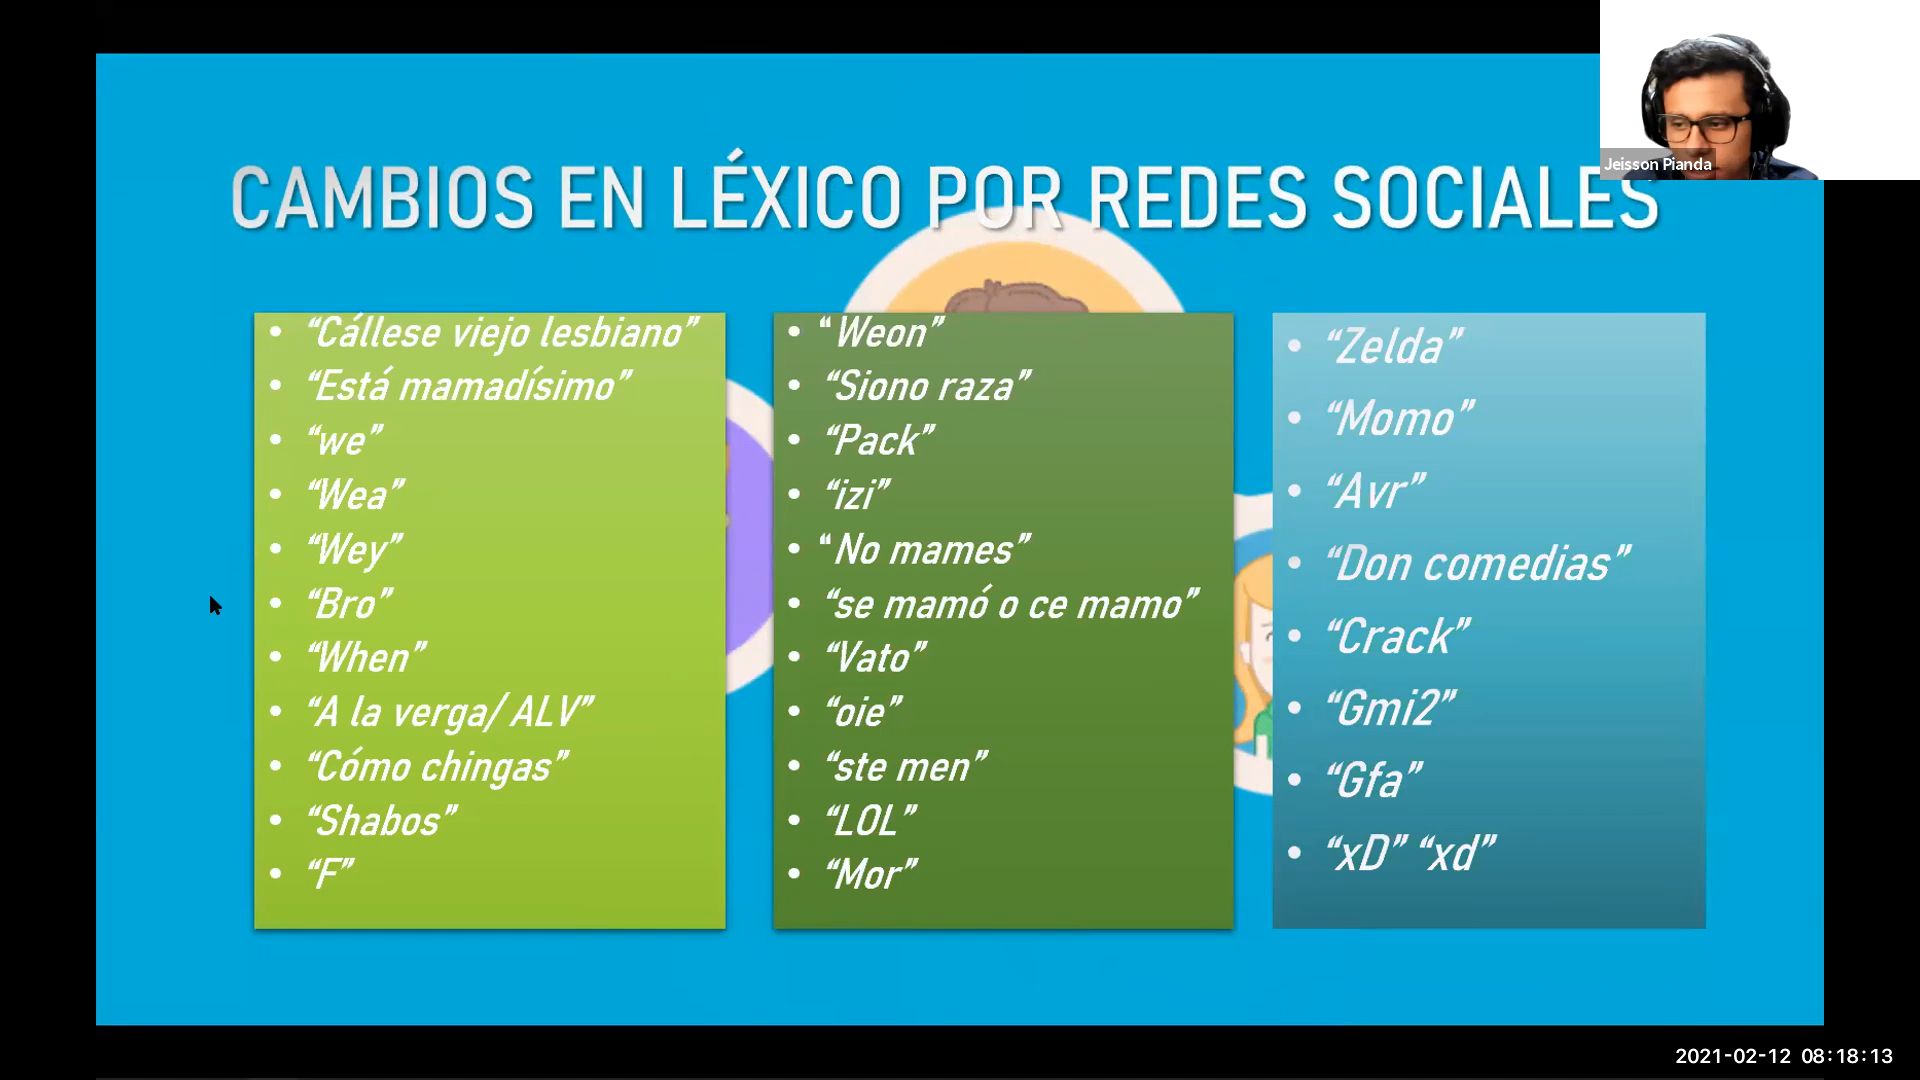 Jeisson Pianda
CAMBIOS EN LÉXICO POR REDES SOCIALES
• “Cállese viejo lesbiano”
• “Está mamadísimo”
• “we”
• “Wea”
• “Wey”
• “Bro”
• “When”
• “A la verga/ ALV”
• “Cómo chingas”
• “Shabos”
• “F”
• “ Weon”
• “Siono raza”
• “Pack”
• “izi”
• “ No mames”
• “se mamó o ce mamo”
• “Vato”
• “oie”
• “ste men”
• “LOL”
• “Mor”
• “Zelda”
• “Momo”
• “Avr”
• “Don comedias”
• “Crack”
• “Gmi2”
• “Gfa”
• “xD” “xd”
2021-02-12 08:18:13